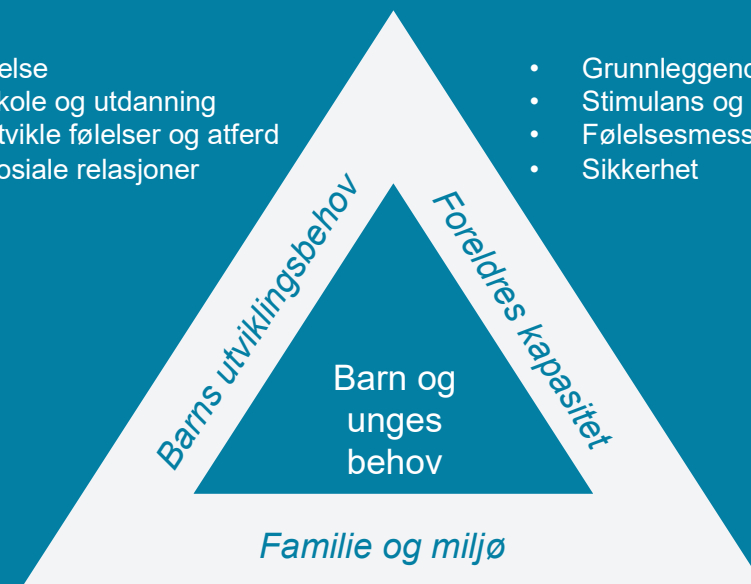 else
kole og utdanning
tvikle følelser og atferd
osiale relasjoner
• Grunnleggend
• Stimulans og
• Følelsesmess
• Sikkerhet
Barns utviklingsbehov
Foreldres kapasitet
Barn og
unges
behov
Familie og miljø